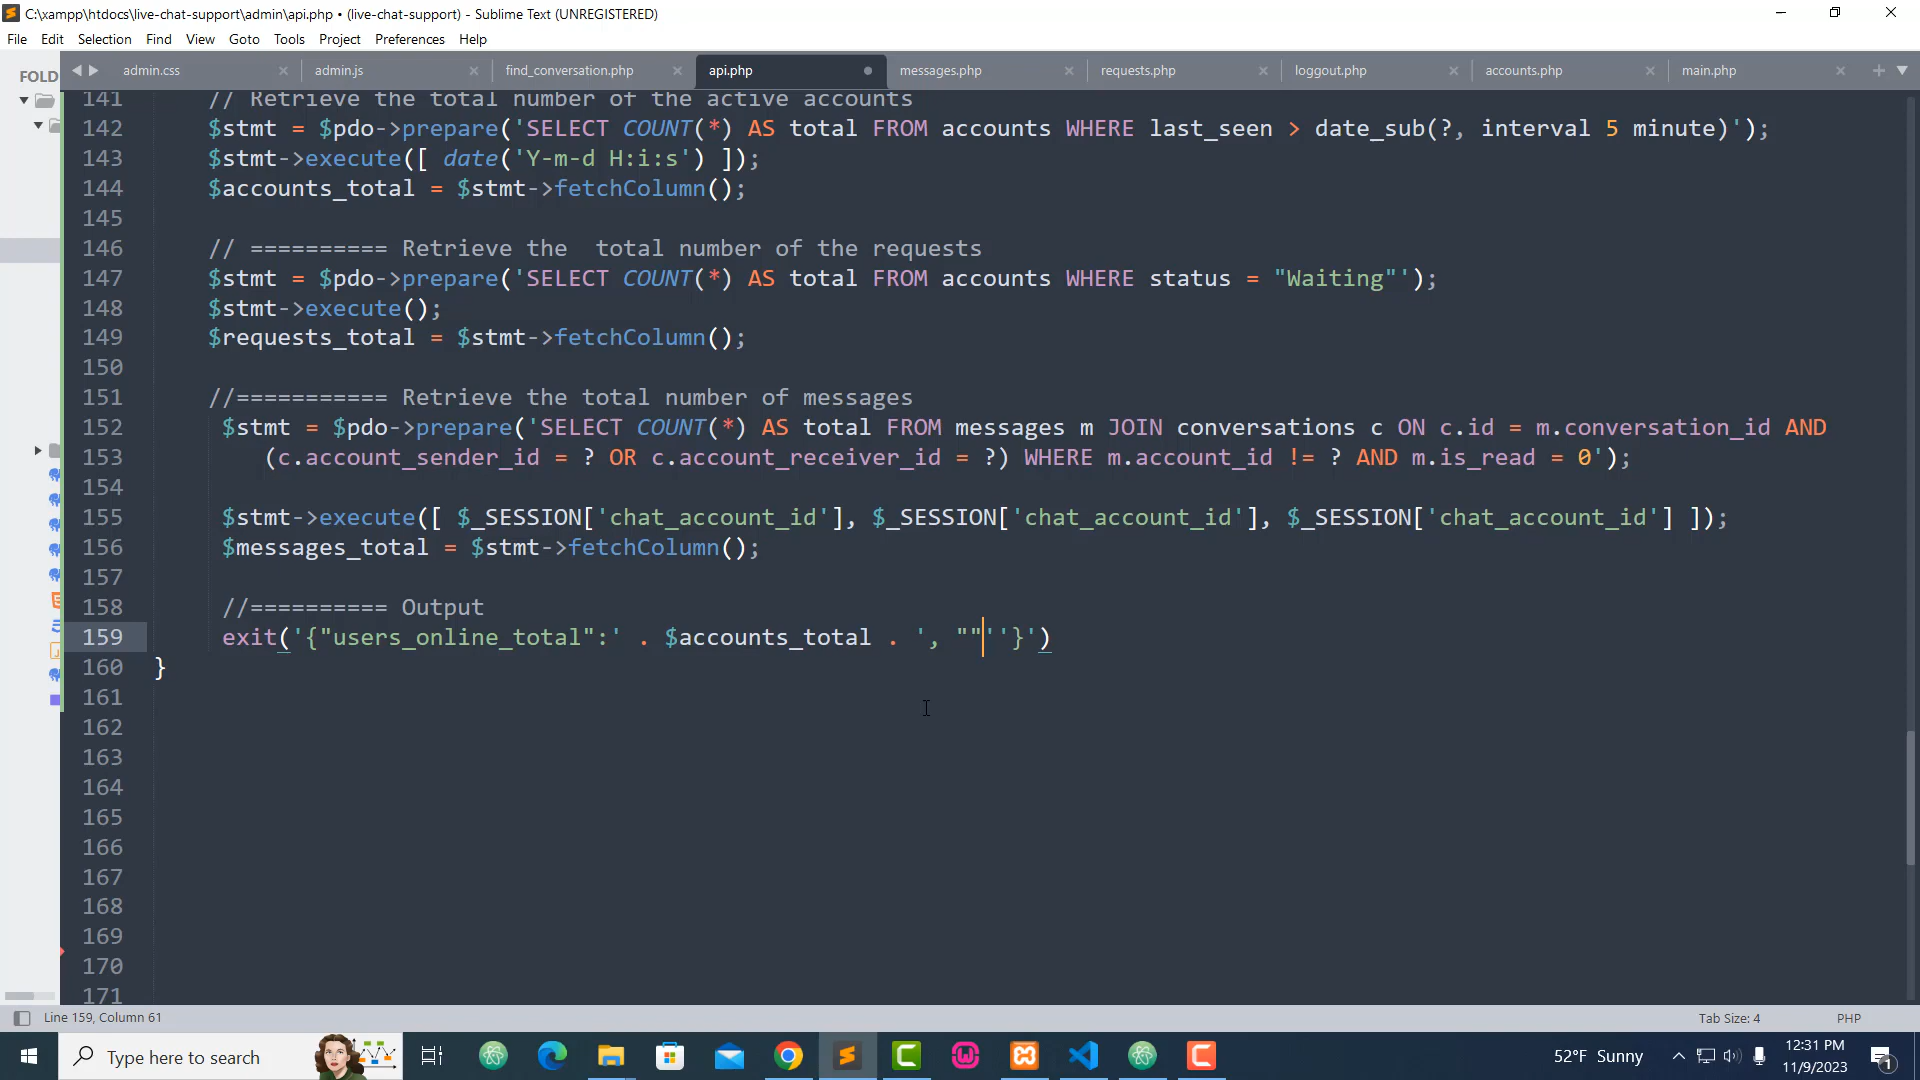 C:\xampp\htdocs\live-chat-support\admin\api.php • (live-chat-support) - Sublime Text (UNREGISTERED)
File Edit Selection Find View Goto Tools Project Preferences Help
FOLD
admin.css admin.js find_conversation.php api.php messages.php requests.php loggout.php accounts.php main.php
141 // Retrieve the total number of the active accounts
142 $stmt = $pdo->prepare('SELECT COUNT(*) AS total FROM accounts WHERE last_seen > date_sub(?, interval 5 minute)');
143 $stmt->execute([ date('Y-m-d H:i:s') ]);
144 $accounts_total = $stmt->fetchColumn();
145
146 // ========== Retrieve the  total number of the requests
147 $stmt = $pdo->prepare('SELECT COUNT(*) AS total FROM accounts WHERE status = "Waiting"');
148 $stmt->execute();
149 $requests_total = $stmt->fetchColumn();
150
151 //=========== Retrieve the total number of messages
152 $stmt = $pdo->prepare('SELECT COUNT(*) AS total FROM messages m JOIN conversations c ON c.id = m.conversation_id AND
153 (c.account_sender_id = ? OR c.account_receiver_id = ?) WHERE m.account_id != ? AND m.is_read = 0');
154
155 $stmt->execute([ $_SESSION['chat_account_id'], $_SESSION['chat_account_id'], $_SESSION['chat_account_id'] ]);
156 $messages_total = $stmt->fetchColumn();
157
158 //========== Output
159 exit('{"users_online_total":' . $accounts_total . ', ""''}')
160 }
161
162
163
164
165
166
167
168
169
170
171
Line 159, Column 61 Tab Size: 4 PHP
Type here to search 52°F Sunny 12:31 PM
11/9/2023 1